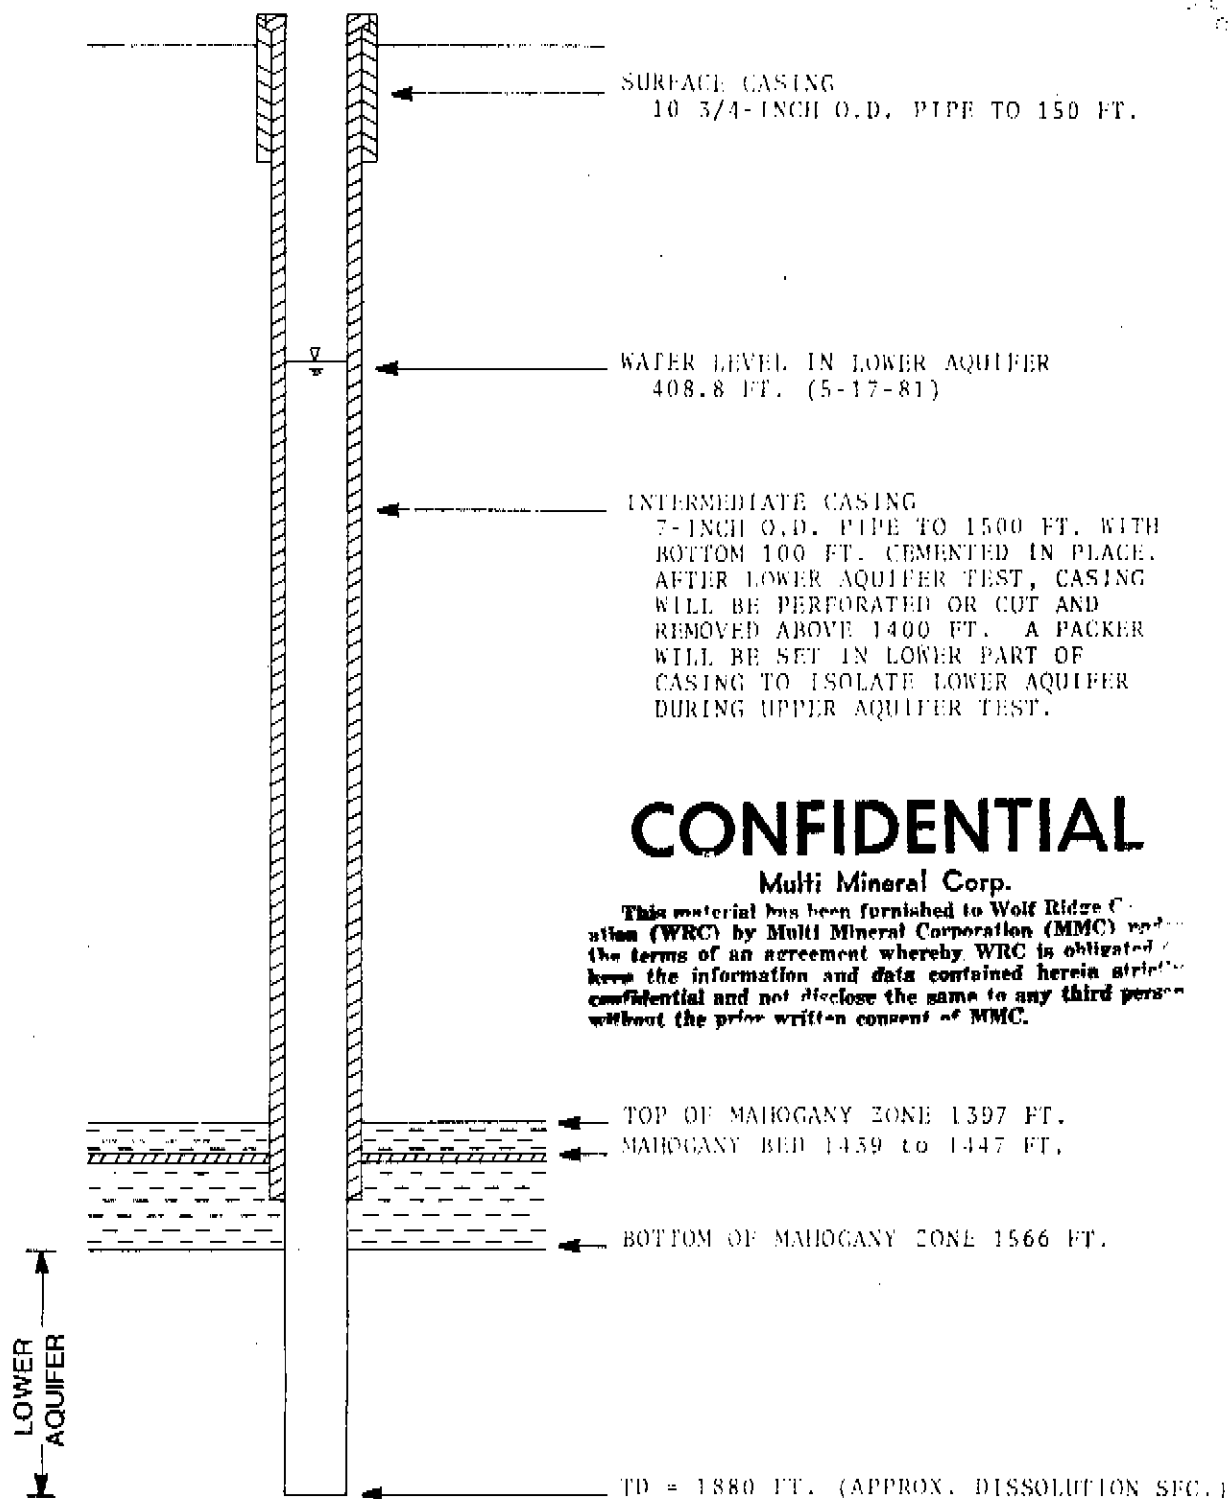 SURFACE CASING
10 3/4-INCH O.D. PIPE TO 150 FT.
WATER LEVEL IN LOWER AQUIFER
408.8 FT. (5-17-81)
INTERMEDIATE CASING
7-INCH O.D. PIPE TO 1500 FT. WITH
BOTTOM 100 FT. CEMENTED IN PLACE.
AFTER LOWER AQUIFER TEST, CASING
WILL BE PERFORATED OR CUT AND
REMOVED ABOVE 1400 FT. A PACKER
WILL BE SET IN LOWER PART OF
CASING TO ISOLATE LOWER AQUIFER
DURING UPPER AQUIFER TEST.
CONFIDENTIAL
Multi Mineral Corp.
This material has been furnished to Wolf Ridge
(WRC) by Multi Mineral Corporation (MMC)
the terms of an agreement whereby WRC is obligated
keep the information and data contained herein
confidential and not disclose the same to any third person
without the prior written consent of MMC.
TOP OF MAHOGANY ZONE 1397 FT.
MAHOGANY BED 1439 to 1447 FT.
BOTTOM OF MAHOGANY ZONE 1566 FT.
LOWER
AQUIFER
TD = 1880 FT. (APPROX. DISSOLUTION SFC.)